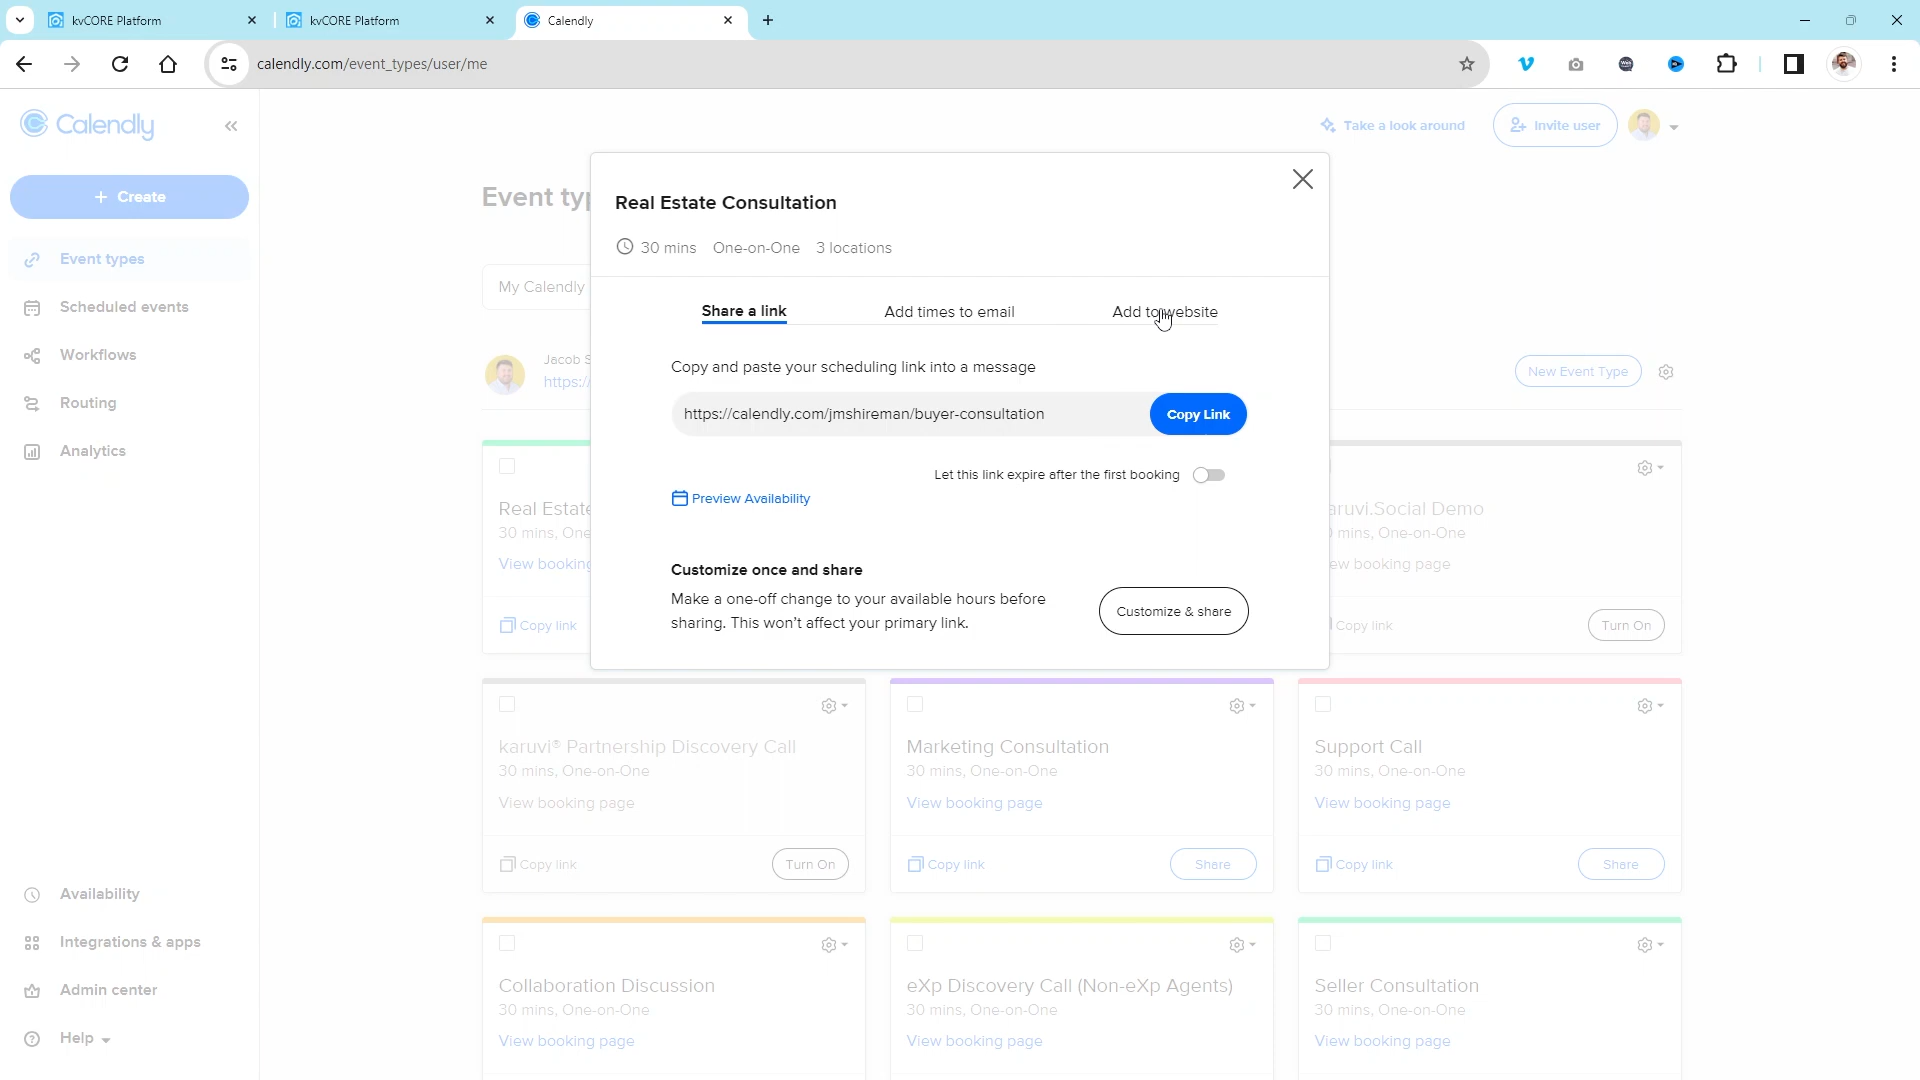 kvCORE Platform
kvCORE Platform
Calendly
calendly.com/event_types/user/me
Calendly
Take a look around
Invite user
+ Create
Event types
Scheduled events
Workflows
Routing
Analytics
Availability
Integrations & apps
Admin center
Help
Event typ
My Calendly
Jacob S
https:/
New Event Type
Real Estate Consultation
30 mins One-on-One 3 locations
Share a link
Add times to email
Add to website
Copy and paste your scheduling link into a message
https://calendly.com/jmshireman/buyer-consultation
Copy Link
Let this link expire after the first booking
Preview Availability
Customize once and share
Make a one-off change to your available hours before
sharing. This won't affect your primary link.
Customize & share
Real Estate
30 mins, One
View booking
Copy link
aruvi.Social Demo
mins, One-on-One
ew booking page
Copy link
Turn On
karuvi® Partnership Discovery Call
30 mins, One-on-One
View booking page
Copy link
Turn On
Marketing Consultation
30 mins, One-on-One
View booking page
Copy link
Share
Support Call
30 mins, One-on-One
View booking page
Copy link
Share
Collaboration Discussion
30 mins, One-on-One
View booking page
eXp Discovery Call (Non-eXp Agents)
30 mins, One-on-One
View booking page
Seller Consultation
30 mins, One-on-One
View booking page